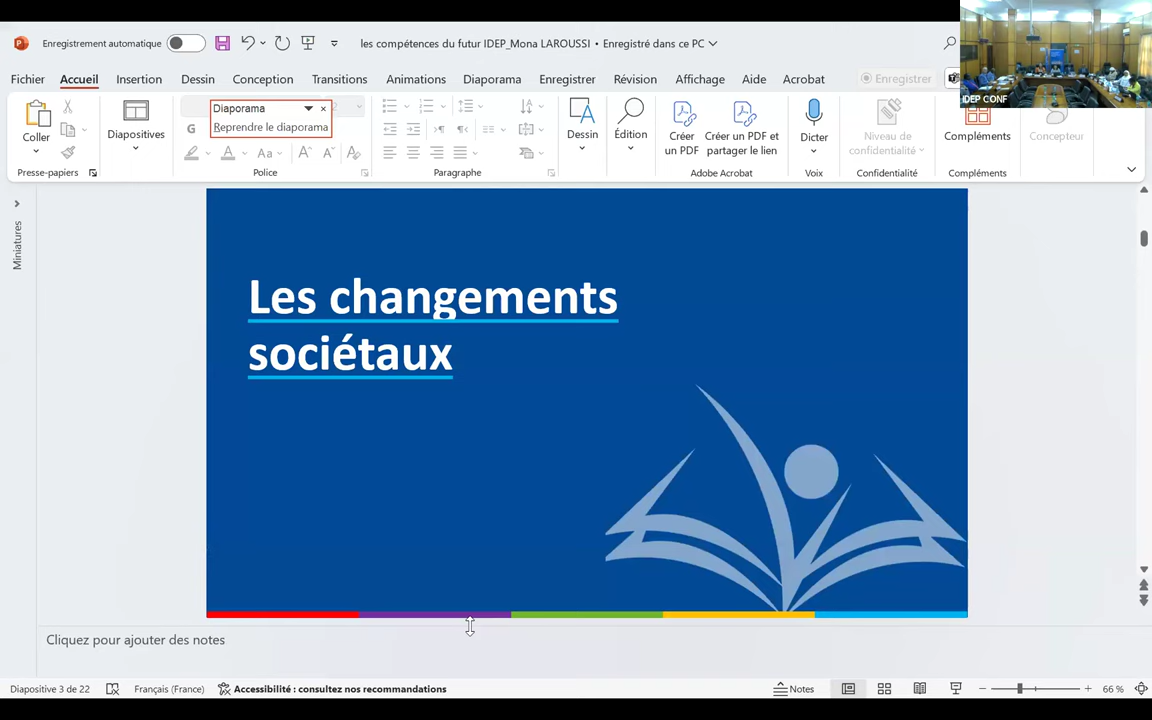 Enregistrement automatique
les compétences du futur IDEP_Mona LAROUSSI • Enregistré dans ce PC
Fichier Accueil Insertion Dessin Conception Transitions Animations Diaporama Enregistrer Révision Affichage Aide Acrobat Enregistrer
IDEP CONF
Diaporama
Reprendre le diaporama
Coller
Diapositives
G
Aa
Dessin
Édition
Créer un PDF
Créer un PDF et partager le lien
Dicter
Niveau de confidentialité
Compléments
Concepteur
Presse-papiers Police Paragraphe Adobe Acrobat Voix Confidentialité Compléments
Miniatures
Les changements
sociétaux
Cliquez pour ajouter des notes
Diapositive 3 de 22 Français (France) Accessibilité : consultez nos recommandations Notes 66 %